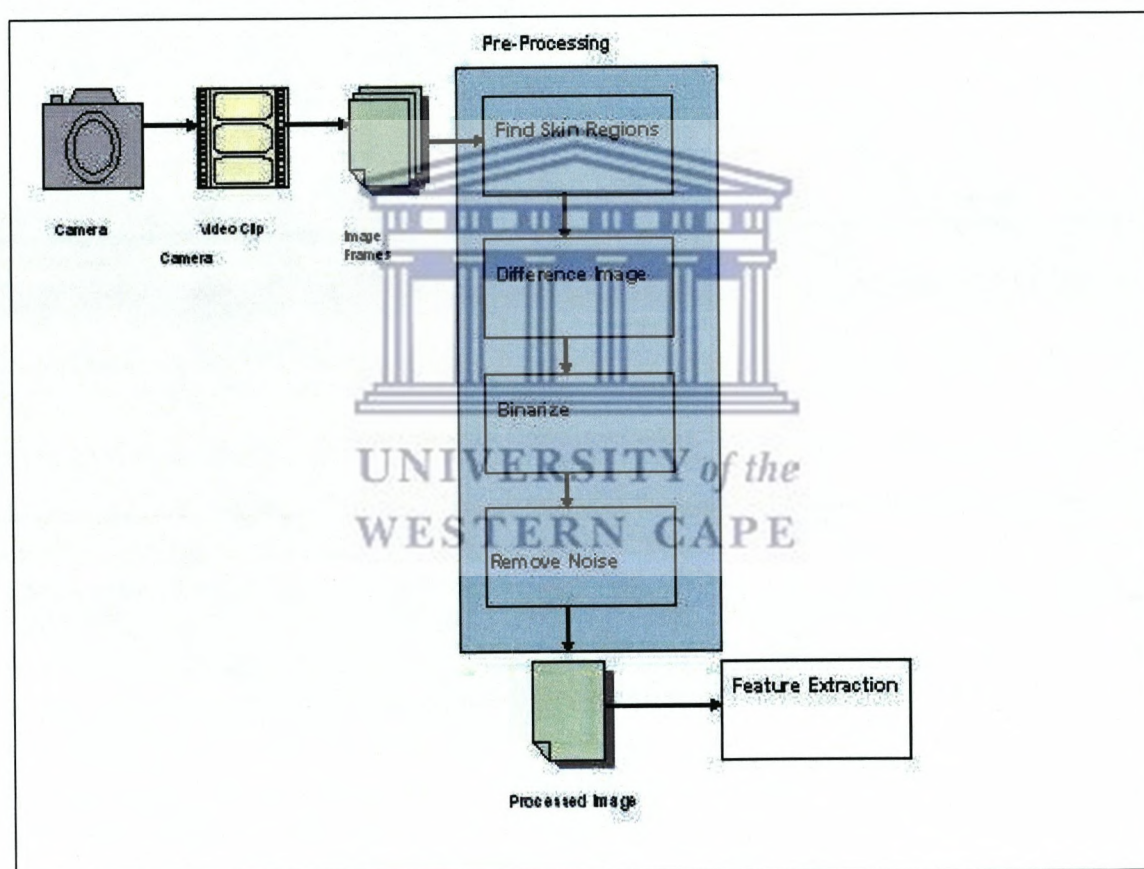 Pre-Processing
Find Skin Regions
Camera
Video Clip
Camera
Image
Frames
Difference Image
Binarize
UNIVERSITY of the
WESTERN CAPE
Remove Noise
Feature Extraction
Processed Image